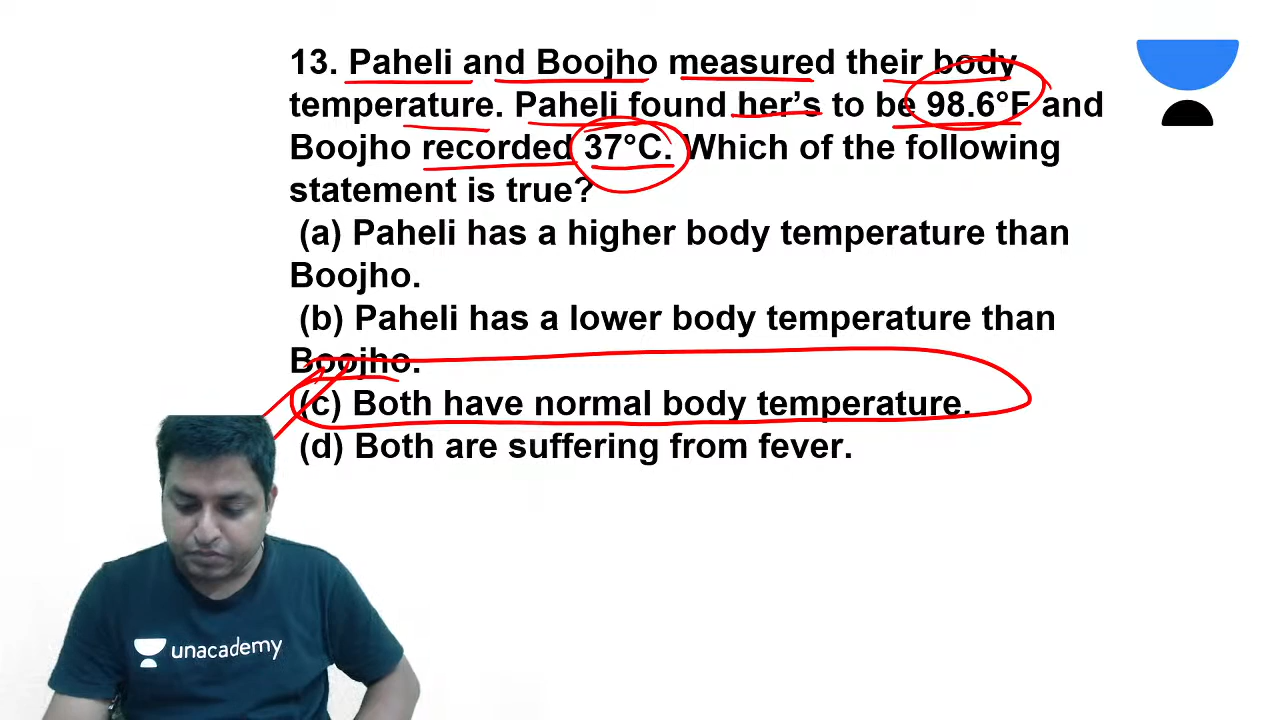 13. Paheli and Boojho measured their body
temperature. Paheli found her's to be 98.6°F and
Boojho recorded 37°C. Which of the following
statement is true?
(a) Paheli has a higher body temperature than
Boojho.
(b) Paheli has a lower body temperature than
Boojho.
(c) Both have normal body temperature.
(d) Both are suffering from fever.
unacademy